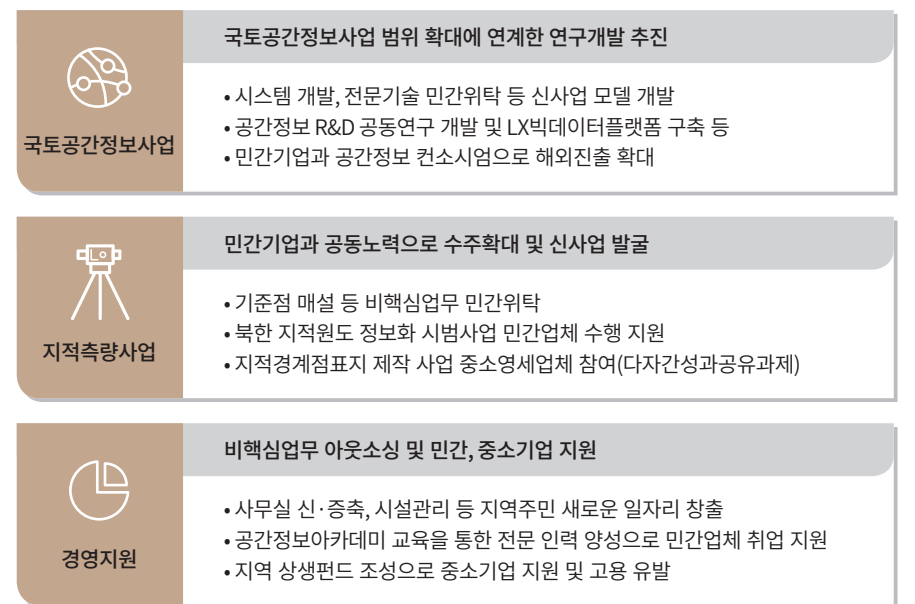 국토공간정보사업
국토공간정보사업 범위 확대에 연계한 연구개발 추진
• 시스템 개발, 전문기술 민간위탁 등 신사업 모델 개발
• 공간정보 R&D 공동연구 개발 및 LX빅데이터플랫폼 구축 등
• 민간기업과 공간정보 컨소시엄으로 해외진출 확대
지적측량사업
민간기업과 공동노력으로 수주확대 및 신사업 발굴
• 기준점 매설 등 비핵심업무 민간위탁
• 북한 지적원도 정보화 시범사업 민간업체 수행 지원
• 지적경계점표지 제작 사업 중소영세업체 참여(다자간성과공유과제)
경영지원
비핵심업무 아웃소싱 및 민간, 중소기업 지원
• 사무실 신·증축, 시설관리 등 지역주민 새로운 일자리 창출
• 공간정보아카데미 교육을 통한 전문 인력 양성으로 민간업체 취업 지원
• 지역 상생펀드 조성으로 중소기업 지원 및 고용 유발